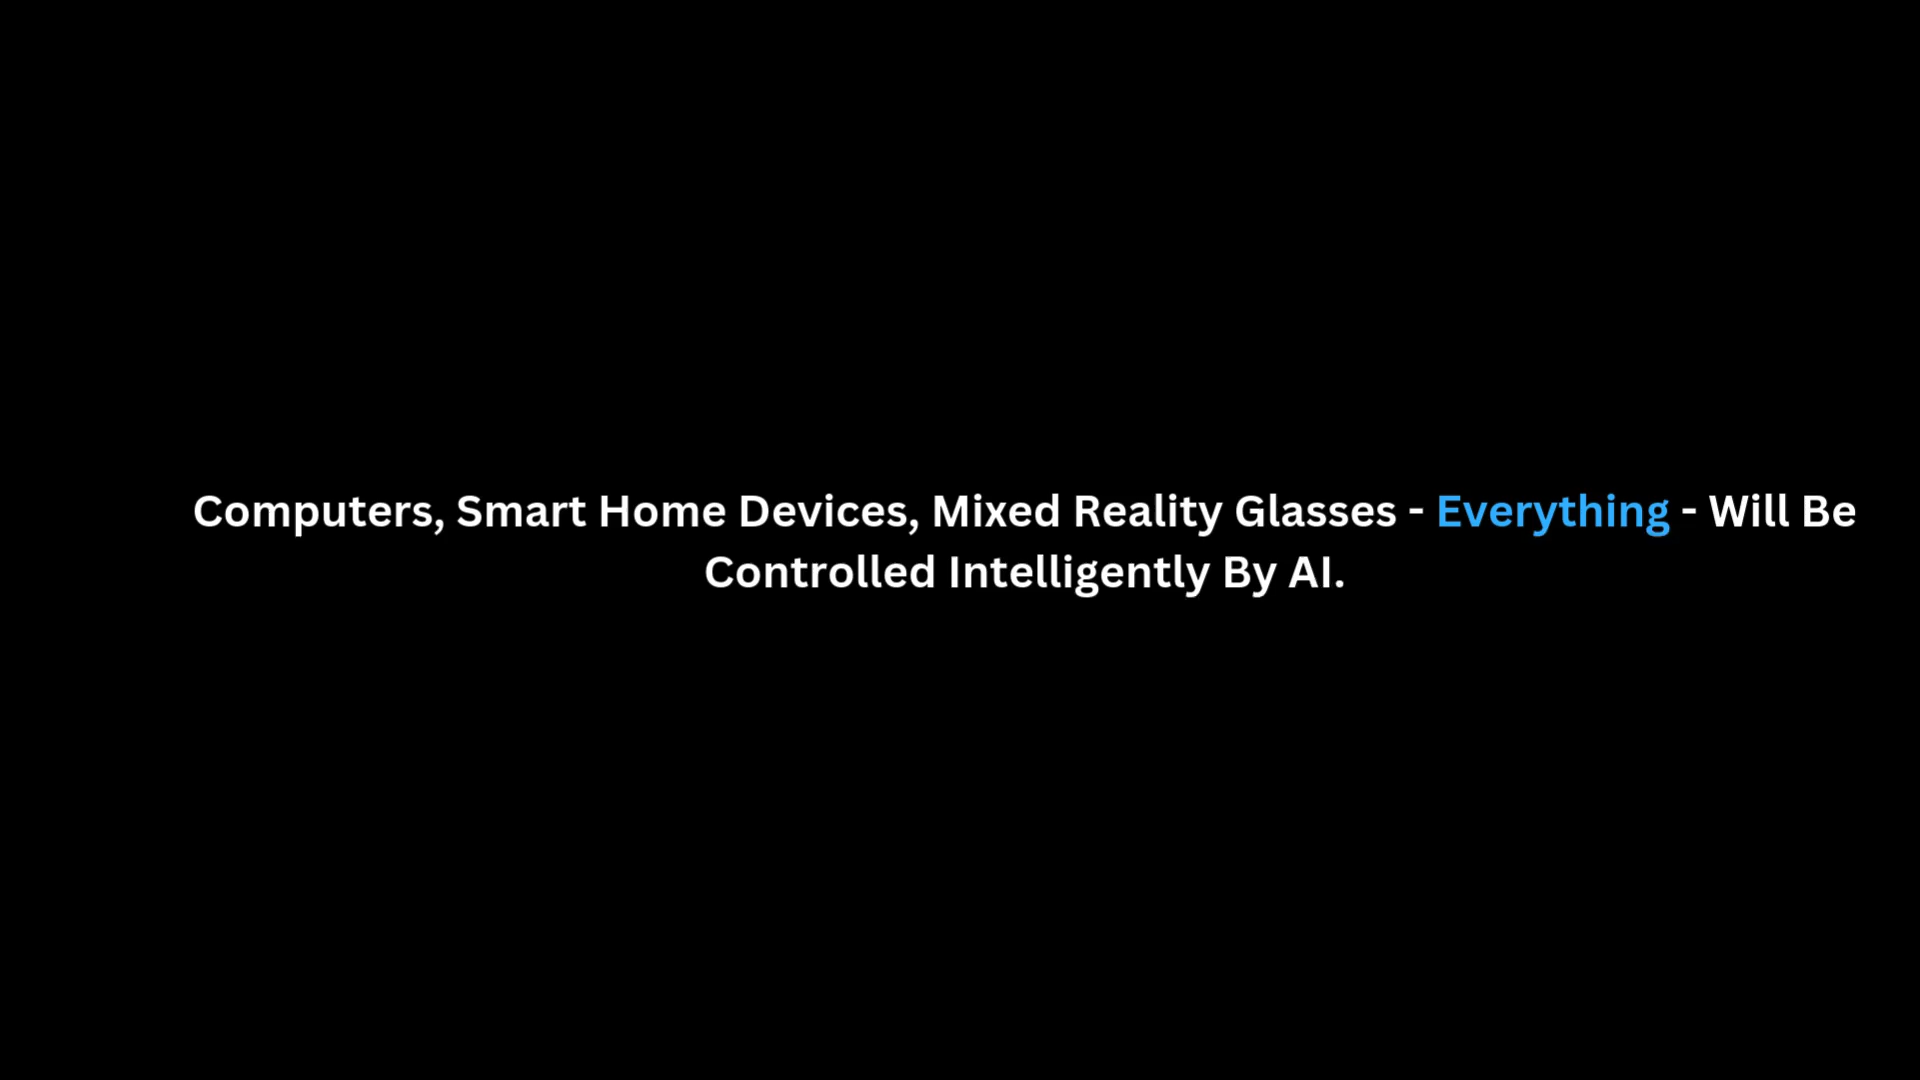 Computers, Smart Home Devices, Mixed Reality Glasses - Everything - Will Be
Controlled Intelligently By AI.